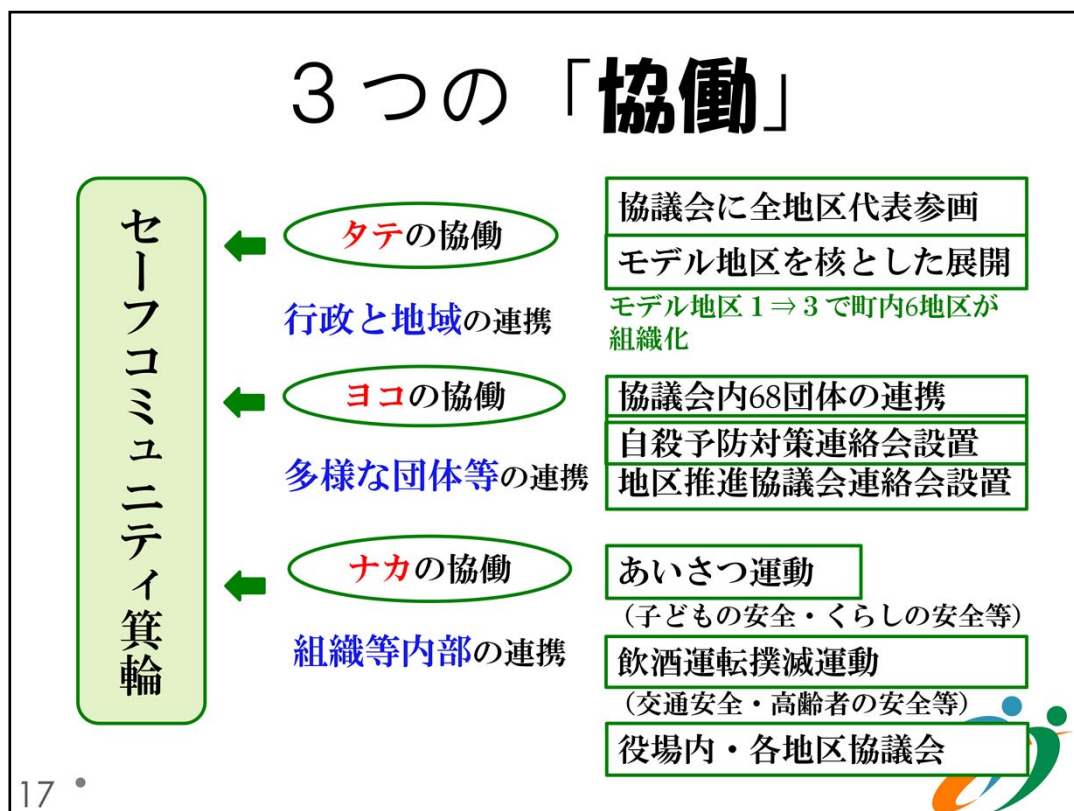 ３つの「協働」
セーフコミュニティ箕輪
タテの協働
行政と地域の連携
協議会に全地区代表参画
モデル地区を核とした展開
モデル地区１⇒３で町内6地区が
組織化
ヨコの協働
多様な団体等の連携
協議会内68団体の連携
自殺予防対策連絡会設置
地区推進協議会連絡会設置
ナカの協働
組織等内部の連携
あいさつ運動
（子どもの安全・くらしの安全等）
飲酒運転撲滅運動
（交通安全・高齢者の安全等）
役場内・各地区協議会
17